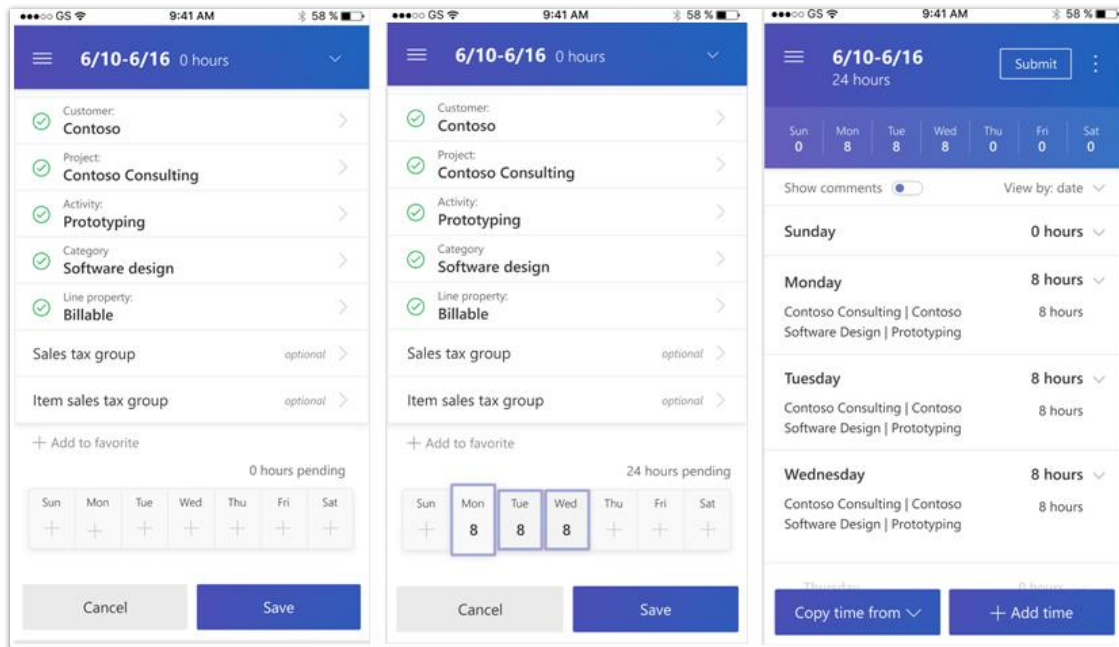 GS 9:41 AM 58 %
6/10-6/16 0 hours
Customer:
Contoso
Project:
Contoso Consulting
Activity:
Prototyping
Category
Software design
Line property:
Billable
Sales tax group optional
Item sales tax group optional
+ Add to favorite
0 hours pending
Sun Mon Tue Wed Thu Fri Sat
+ + + + + + +
Cancel Save
GS 9:41 AM 58 %
6/10-6/16 0 hours
Customer:
Contoso
Project:
Contoso Consulting
Activity:
Prototyping
Category
Software design
Line property:
Billable
Sales tax group optional
Item sales tax group optional
+ Add to favorite
24 hours pending
Sun Mon Tue Wed Thu Fri Sat
+ 8 8 8 + + +
Cancel Save
GS 9:41 AM 58 %
6/10-6/16
24 hours
Submit
Sun Mon Tue Wed Thu Fri Sat
0 8 8 8 0 0 0
Show comments View by: date
Sunday 0 hours
Monday 8 hours
Contoso Consulting | Contoso 8 hours
Software Design | Prototyping
Tuesday 8 hours
Contoso Consulting | Contoso 8 hours
Software Design | Prototyping
Wednesday 8 hours
Contoso Consulting | Contoso 8 hours
Software Design | Prototyping
Thursday 0 hours
Copy time from + Add time